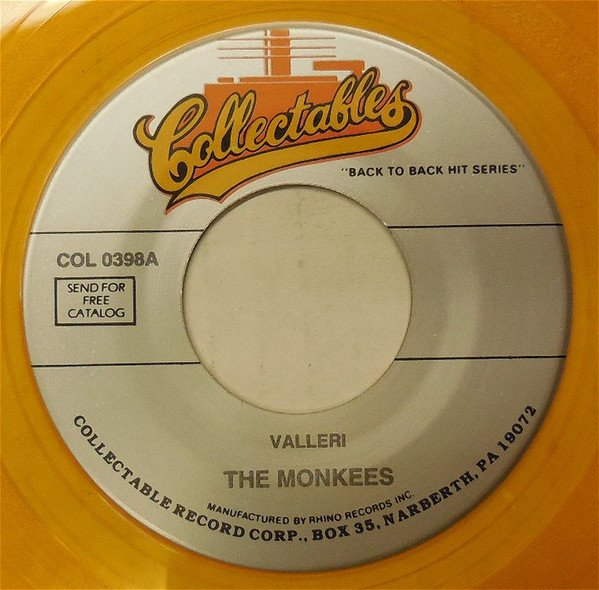 Collectables
"BACK TO BACK HIT SERIES"
COL 0398A
SEND FOR
FREE
CATALOG
VALLERI
THE MONKEES
MANUFACTURED BY RHINO RECORDS INC.
COLLECTABLE RECORD CORP., BOX 35, NARBERTH, PA 19072